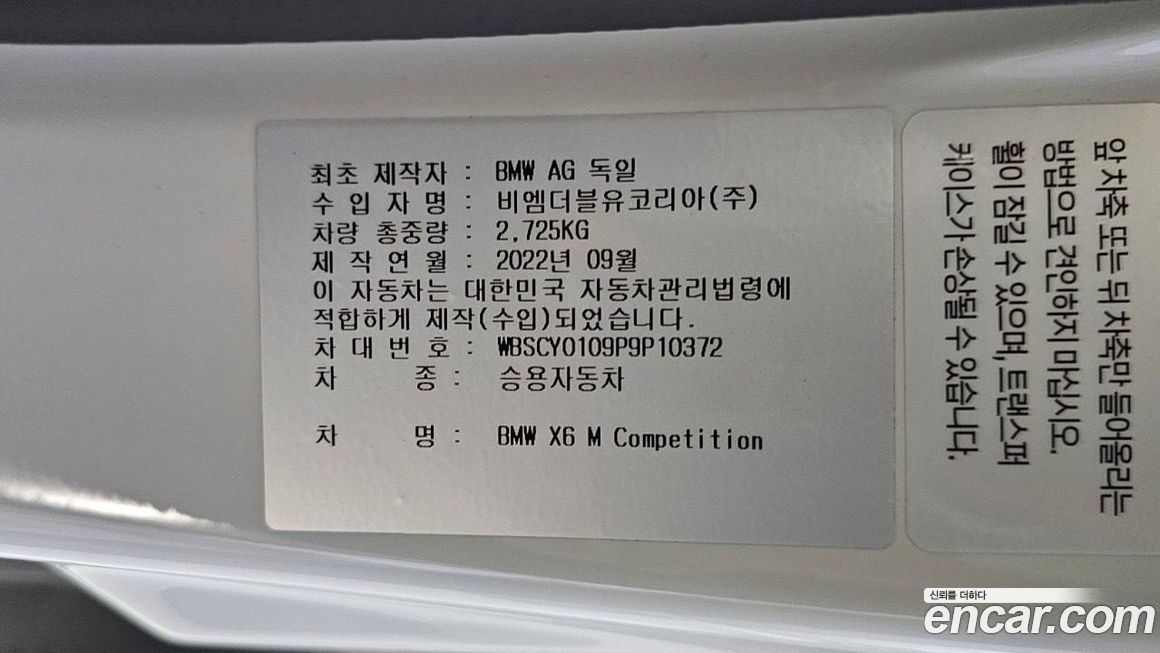 최초 제작자 : BMW AG 독일
수 입 자 명 : 비엠더블유코리아(주)
차량 총중량 : 2,725KG
제 작 연 월 : 2022년 09월
이 자동차는 대한민국 자동차관리법령에
적합하게 제작(수입)되었습니다.
차 대 번 호 : WBSCY0109P9P10372
차 종 : 승용자동차
차 명 : BMW X6 M Competition
앞 차축 또는 뒤 차축만 들어올리는
방법으로 견인하지 마십시오.
휠이 잠길 수 있으며, 트랜스퍼
케이스가 손상될 수 있습니다.
신뢰를 더하다
encar.com